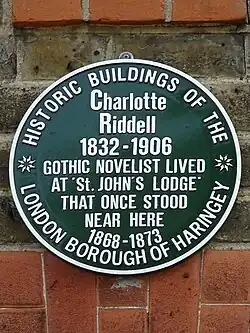 HISTORIC BUILDINGS OF THE
Charlotte
Riddell
1832-1906
GOTHIC NOVELIST LIVED
AT "St. JOHN'S LODGE"
THAT ONCE STOOD
NEAR HERE
1868-1873
LONDON BOROUGH OF HARINGEY